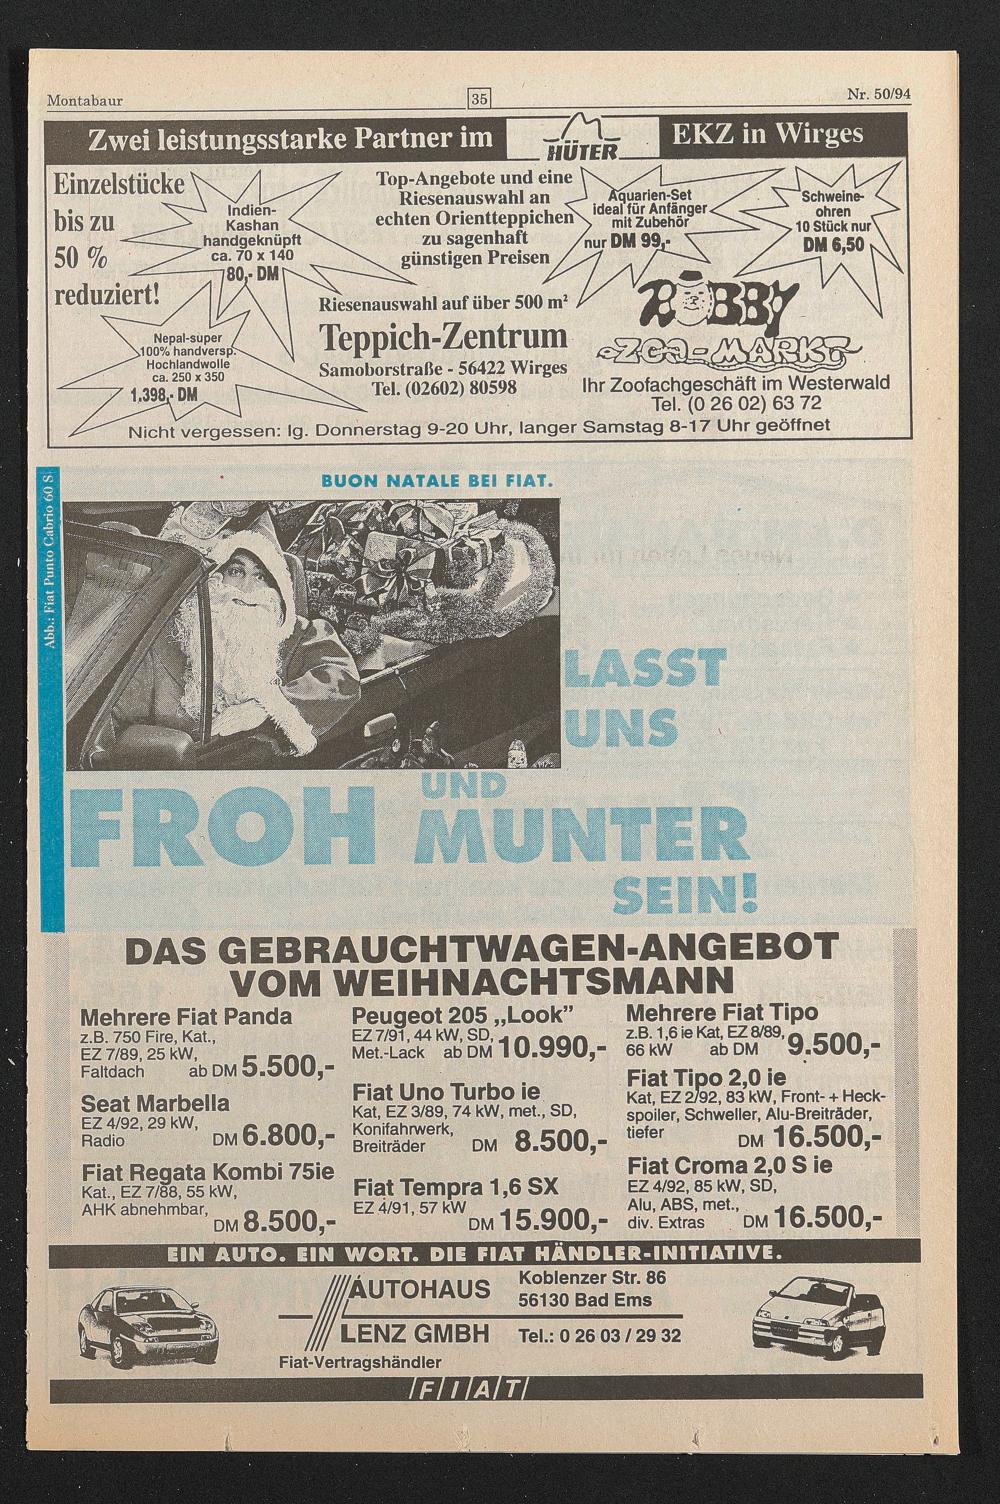 Montabaur
35
Nr. 50/94
Zwei leistungsstarke Partner im
HÜTER
EKZ in Wirges
Einzelstücke
bis zu
50 %
reduziert!
Indien-
Kashan
handgeknüpft
ca. 70 x 140
80,- DM
Nepal-super
100% handversp.
Hochlandwolle
ca. 250 x 350
1.398,- DM
Top-Angebote und eine
Riesenauswahl an
echten Orientteppichen
zu sagenhaft
günstigen Preisen
Riesenauswahl auf über 500 m²
Teppich-Zentrum
Samoborstraße - 56422 Wirges
Tel. (02602) 80598
Aquarien-Set
ideal für Anfänger
mit Zubehör
nur DM 99,-
Schweine-
ohren
10 Stück nur
DM 6,50
BOBBY
ZOO-MARKT
Ihr Zoofachgeschäft im Westerwald
Tel. (0 26 02) 63 72
Nicht vergessen: lg. Donnerstag 9-20 Uhr, langer Samstag 8-17 Uhr geöffnet
Abb.: Fiat Punto Cabrio 60 S
BUON NATALE BEI FIAT.
LASST
UNS
FROH UND
MUNTER
SEIN!
DAS GEBRAUCHTWAGEN-ANGEBOT
VOM WEIHNACHTSMANN
Mehrere Fiat Panda
z.B. 750 Fire, Kat.,
EZ 7/89, 25 kW,
Faltdach ab DM 5.500,-
Seat Marbella
EZ 4/92, 29 kW,
Radio DM 6.800,-
Fiat Regata Kombi 75ie
Kat., EZ 7/88, 55 kW,
AHK abnehmbar,
DM 8.500,-
Peugeot 205 „Look”
EZ 7/91, 44 kW, SD,
Met.-Lack ab DM 10.990,-
Fiat Uno Turbo ie
Kat, EZ 3/89, 74 kW, met., SD,
Konifahrwerk,
Breiträder DM 8.500,-
Fiat Tempra 1,6 SX
EZ 4/91, 57 kW
DM 15.900,-
Mehrere Fiat Tipo
z.B. 1,6 ie Kat, EZ 8/89,
66 kW ab DM 9.500,-
Fiat Tipo 2,0 ie
Kat, EZ 2/92, 83 kW, Front- + Heck-
spoiler, Schweller, Alu-Breiträder,
tiefer DM 16.500,-
Fiat Croma 2,0 S ie
EZ 4/92, 85 kW, SD,
Alu, ABS, met.,
div. Extras DM 16.500,-
EIN AUTO. EIN WORT. DIE FIAT HÄNDLER-INITIATIVE.
AUTOHAUS
LENZ GMBH
Fiat-Vertragshändler
Koblenzer Str. 86
56130 Bad Ems
Tel.: 0 26 03 / 29 32
FIAT